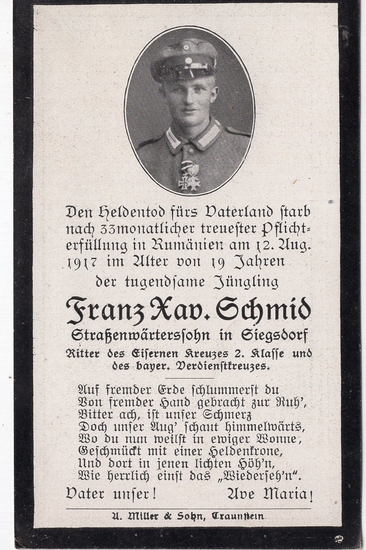 Den Heldentod fürs Vaterland starb
nach 33monatlicher treuester Pflicht-
erfüllung in Rumänien am 12. Aug.
1917 im Alter von 19 Jahren
der tugendsame Jüngling
Franz Xav. Schmid
Straßenwärterssohn in Siegsdorf
Ritter des Eisernen Kreuzes 2. Klasse und
des bayer. Verdienstkreuzes.
Auf fremder Erde schlummerst du
Von fremder Hand gebracht zur Ruh',
Bitter ach, ist unser Schmerz
Doch unser Aug' schaut himmelwärts,
Wo du nun weilst in ewiger Wonne,
Geschmückt mit einer Heldenkrone,
Und dort in jenen lichten Höh'n,
Wie herrlich einst das „Wiederseh'n".
Vater unser! Ave Maria!
A. Miller & Sohn, Traunstein